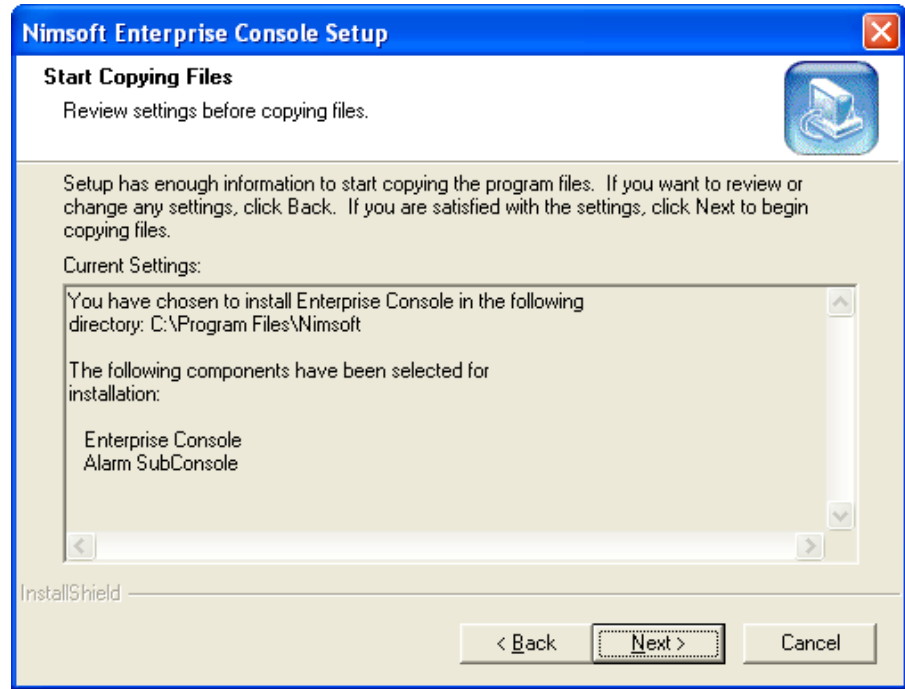 Nimsoft Enterprise Console Setup
Start Copying Files
Review settings before copying files.
Setup has enough information to start copying the program files.  If you want to review or
change any settings, click Back.  If you are satisfied with the settings, click Next to begin
copying files.
Current Settings:
You have chosen to install Enterprise Console in the following
directory: C:\Program Files\Nimsoft
The following components have been selected for
installation:
Enterprise Console
Alarm SubConsole
InstallShield
< Back
Next >
Cancel